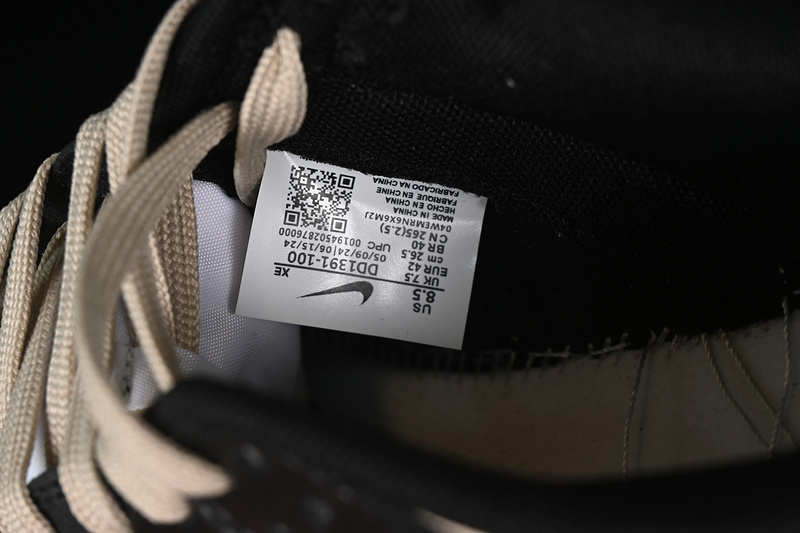 US
8.5
UK 7.5
EUR 42
cm 26.5
BR 40
CN 265(2.5)
XE
DD1391-100
05/09/24|06/15/24
UPC 00194502876000
04WEMRN6X6M2J
MADE IN CHINA
HECHO EN CHINA
FABRIQUE EN CHINE
FABRICADO NA CHINA